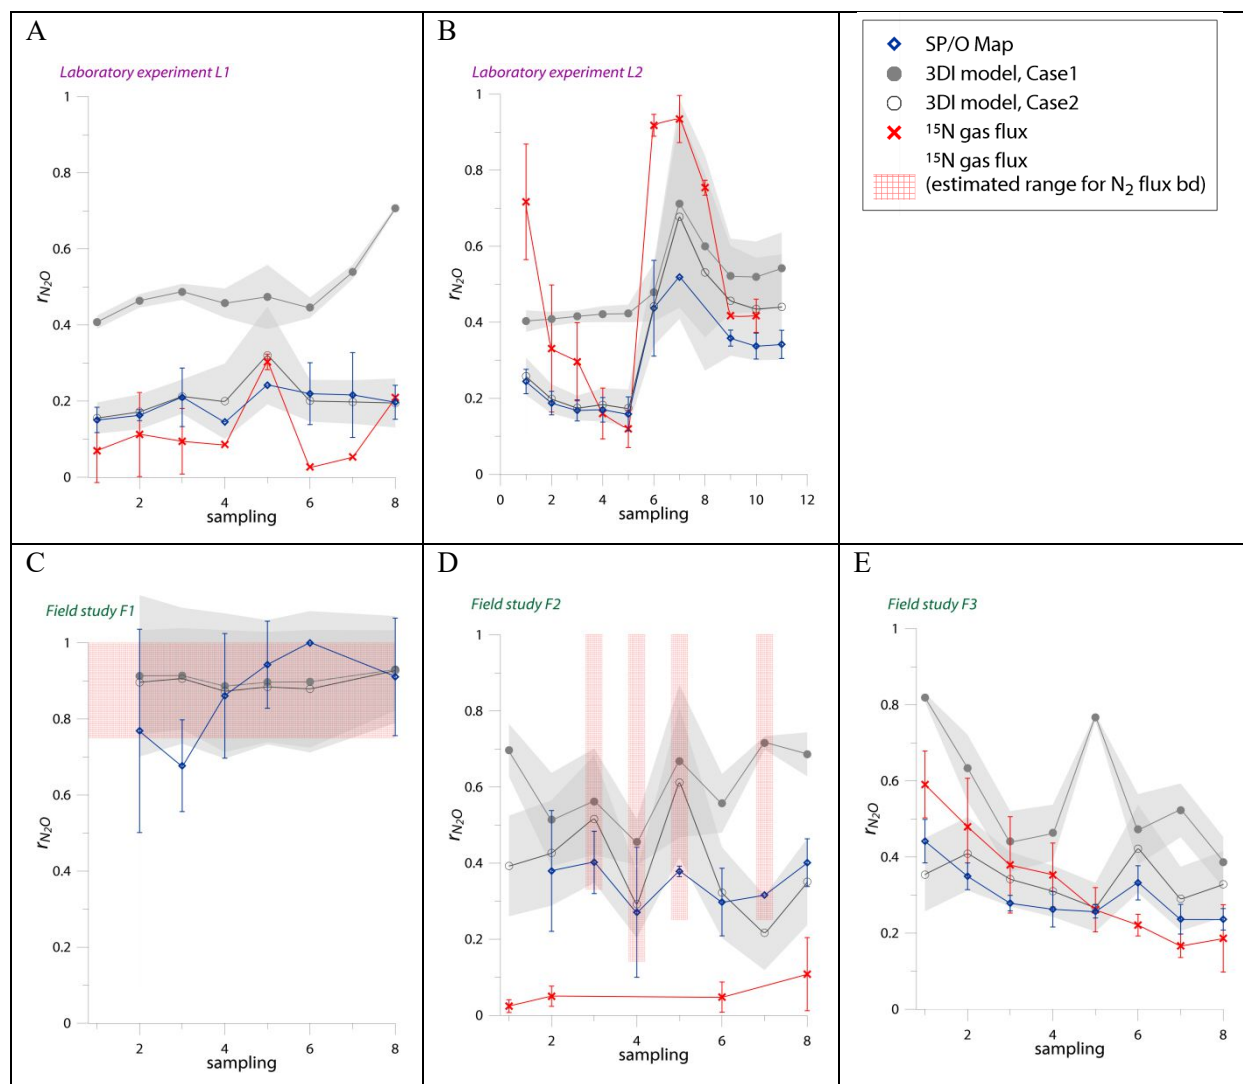 A
Laboratory experiment L1
1
0.8
0.6
0.4
0.2
0
rN2O
2
4
6
8
sampling
B
Laboratory experiment L2
1
0.8
0.6
0.4
0.2
0
rN2O
0
2
4
6
8
10
12
sampling
SP/O Map
3DI model, Case1
3DI model, Case2
15N gas flux
15N gas flux
(estimated range for N2 flux bd)
C
Field study F1
1
0.8
0.6
0.4
0.2
0
rN2O
2
4
6
8
sampling
D
Field study F2
1
0.8
0.6
0.4
0.2
0
rN2O
2
4
6
8
sampling
E
Field study F3
1
0.8
0.6
0.4
0.2
0
rN2O
2
4
6
8
sampling